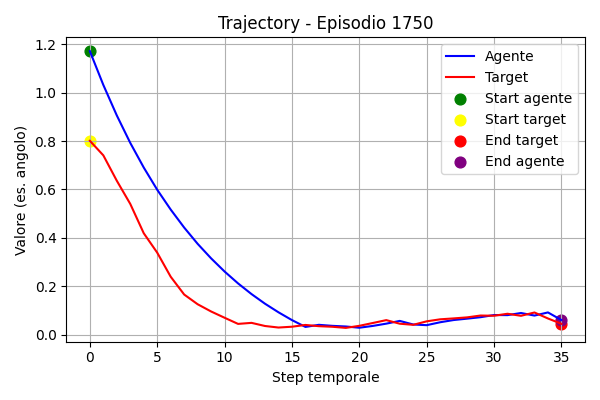 Trajectory - Episodio 1750
Valore (es. angolo)
1.2
1.0
0.8
0.6
0.4
0.2
0.0
Agente
Target
Start agente
Start target
End target
End agente
0 5 10 15 20 25 30 35
Step temporale